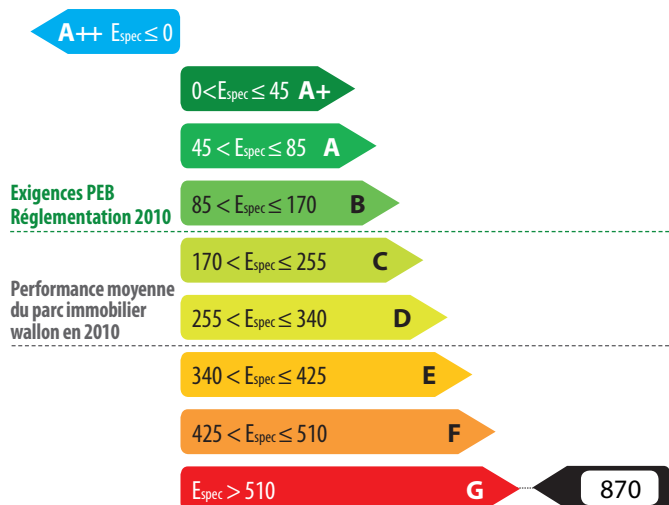 A++ Espec ≤ 0
0<Espec ≤ 45 A+
45 < Espec ≤ 85 A
Exigences PEB
Réglementation 2010
85 < Espec ≤ 170 B
170 < Espec ≤ 255 C
Performance moyenne
du parc immobilier
wallon en 2010
255 < Espec ≤ 340 D
340 < Espec ≤ 425 E
425 < Espec ≤ 510 F
Espec > 510 G 870